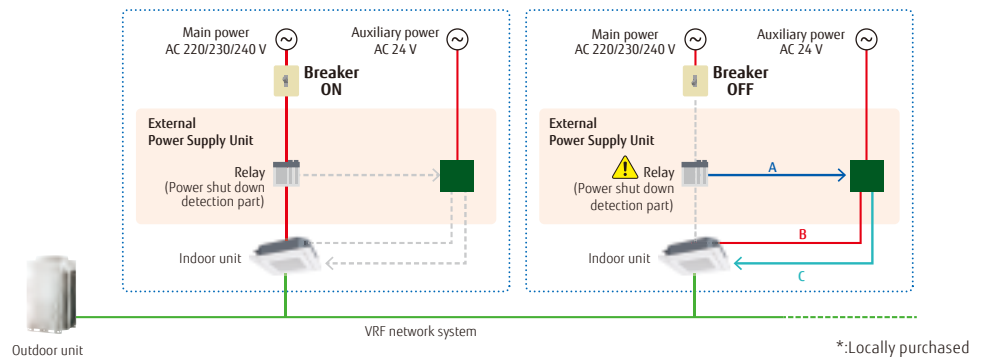 Main power
AC 220/230/240 V
Auxiliary power
AC 24 V
Breaker
ON
External
Power Supply Unit
Relay
(Power shut down
detection part)
Indoor unit
Main power
AC 220/230/240 V
Auxiliary power
AC 24 V
Breaker
OFF
External
Power Supply Unit
Relay
(Power shut down
detection part)
A
B
C
Indoor unit
VRF network system
Outdoor unit
*:Locally purchased